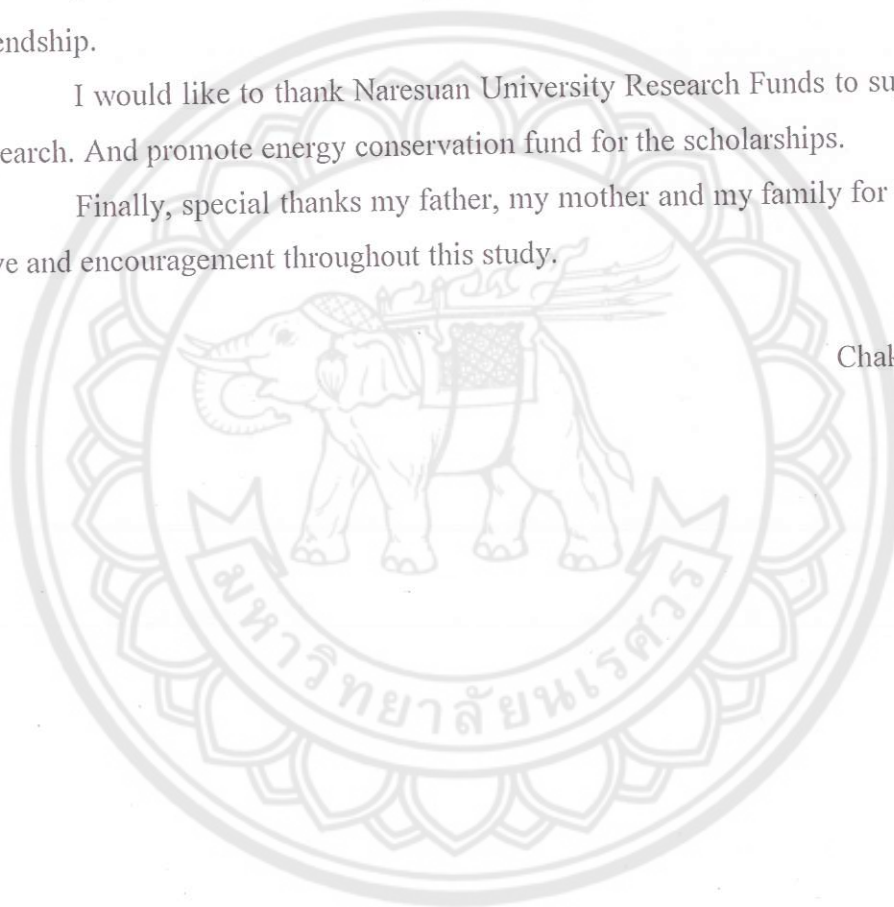 endship.
I would like to thank Naresuan University Research Funds to su
earch. And promote energy conservation fund for the scholarships.
Finally, special thanks my father, my mother and my family for
ve and encouragement throughout this study.
Chak
มหาวิทยาลัยนเรศวร